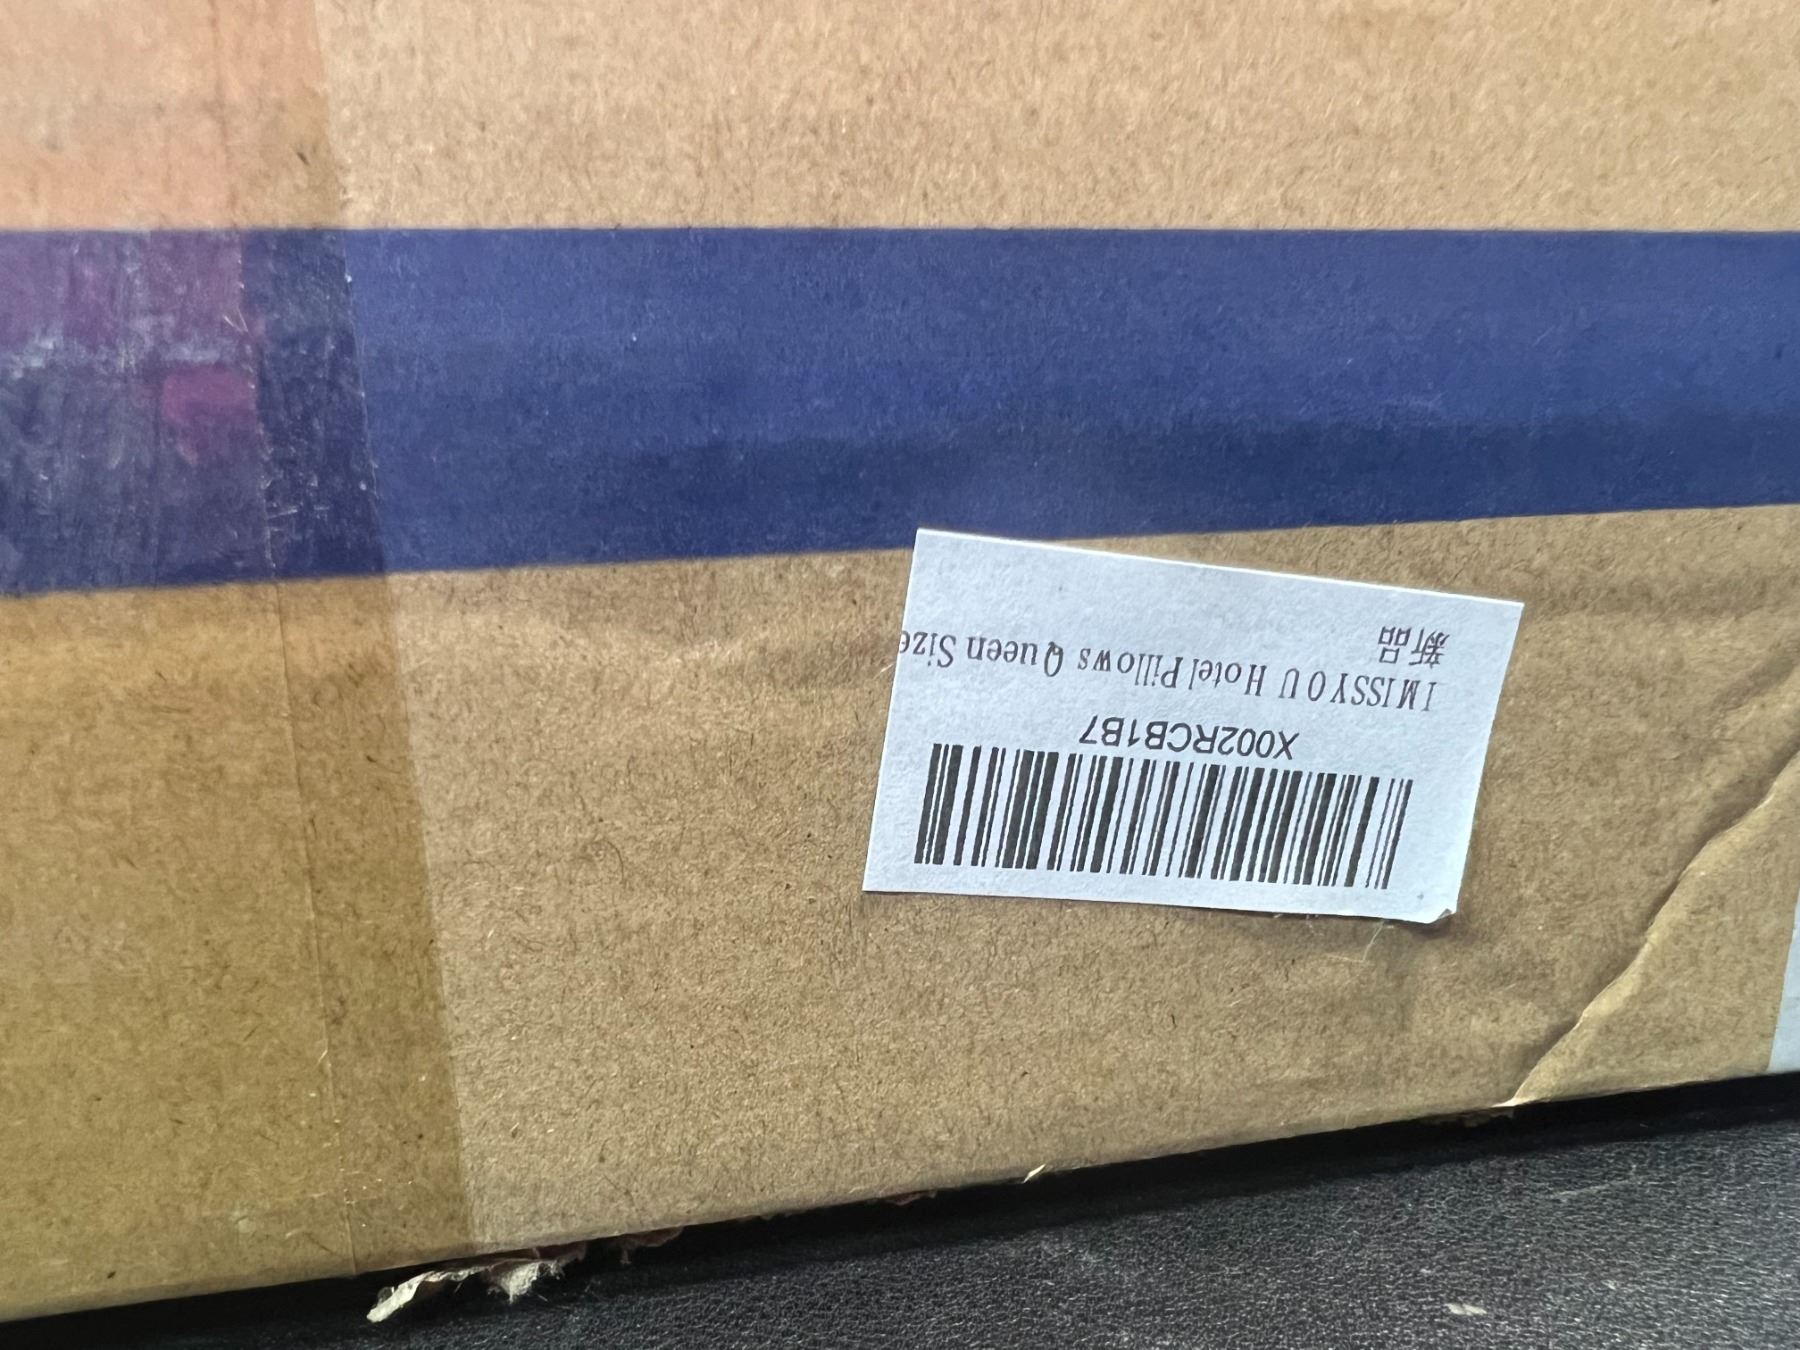 X002RCB1B7
IMISSYOU Hotel Pillows Queen Size
新品